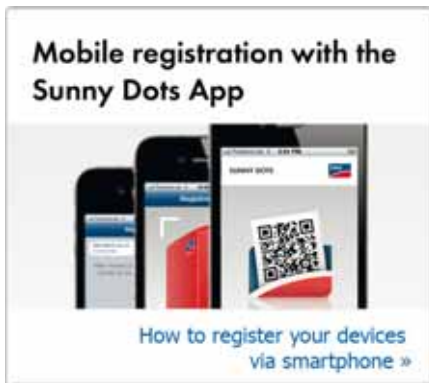 Mobile registration with the
Sunny Dots App
SUNNY DOTS
How to register your devices
via smartphone »